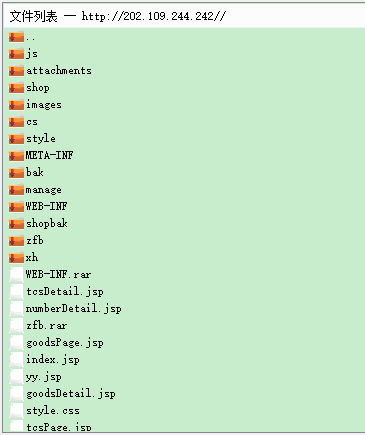 文件列表 — http://202.109.244.242//
..
js
attachments
shop
images
cs
style
META-INF
bak
manage
WEB-INF
shopbak
zfb
xh
WEB-INF.rar
tcsDetail.jsp
numberDetail.jsp
zfb.rar
goodsPage.jsp
index.jsp
yy.jsp
goodsDetail.jsp
style.css
tcsPage.jsp